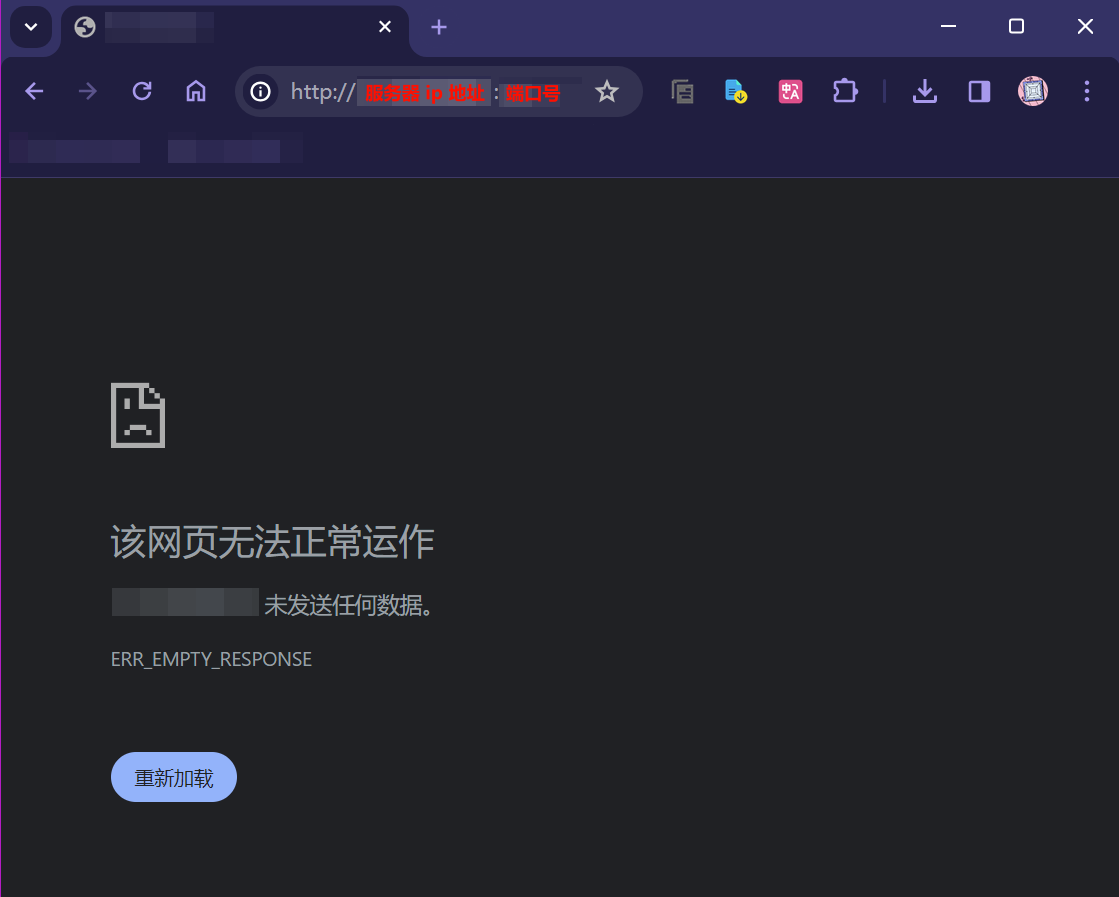 http:// 服务器 ip 地址 : 端口号
该网页无法正常运作
未发送任何数据。
ERR_EMPTY_RESPONSE
重新加载